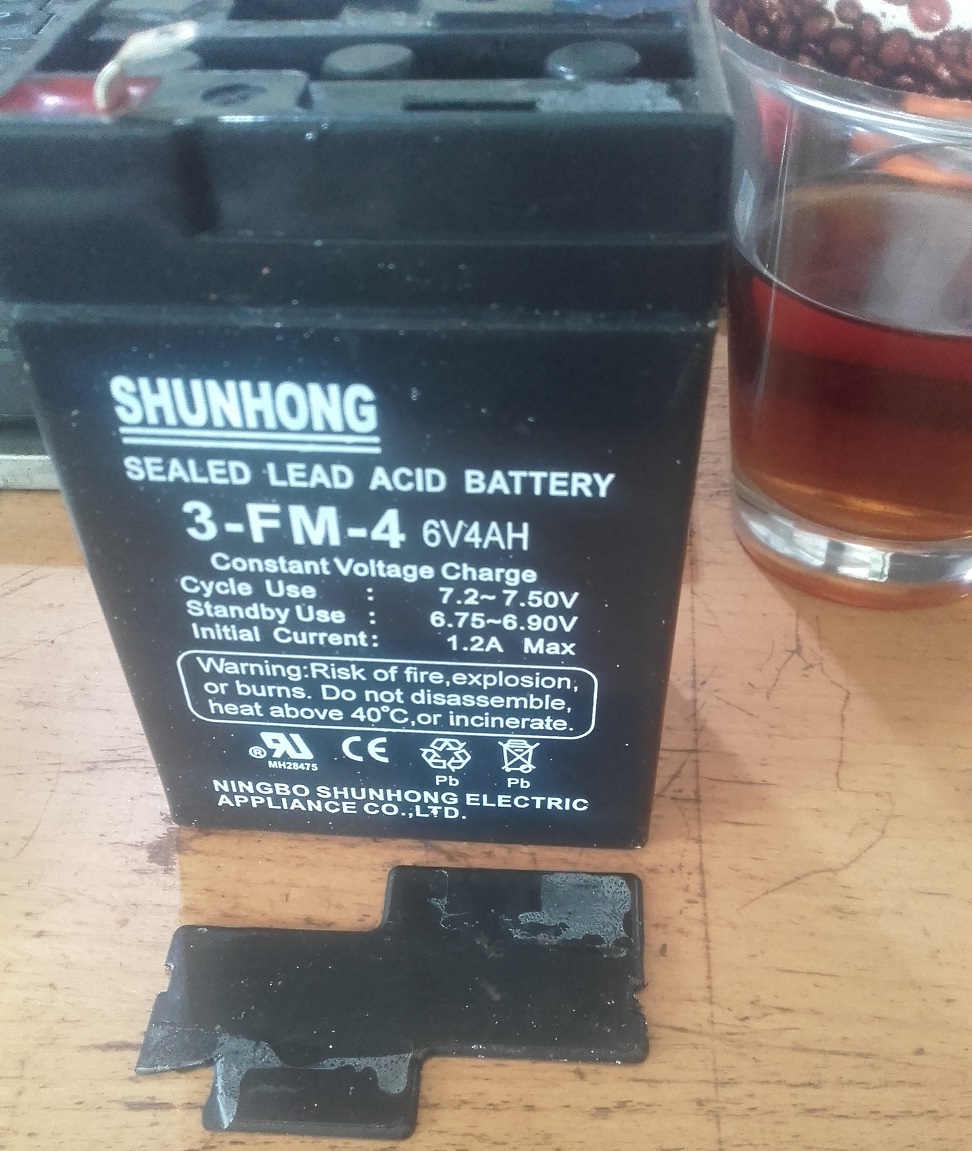 SHUNHONG
SEALED LEAD ACID BATTERY
3-FM-4 6V4AH
Constant Voltage Charge
Cycle Use : 7.2~7.50V
Standby Use : 6.75~6.90V
Initial Current: 1.2A Max
Warning:Risk of fire,explosion,
or burns. Do not disassemble,
heat above 40°C,or incinerate.
® RU CE
MH28475
Pb Pb
NINGBO SHUNHONG ELECTRIC
APPLIANCE CO.,LTD.